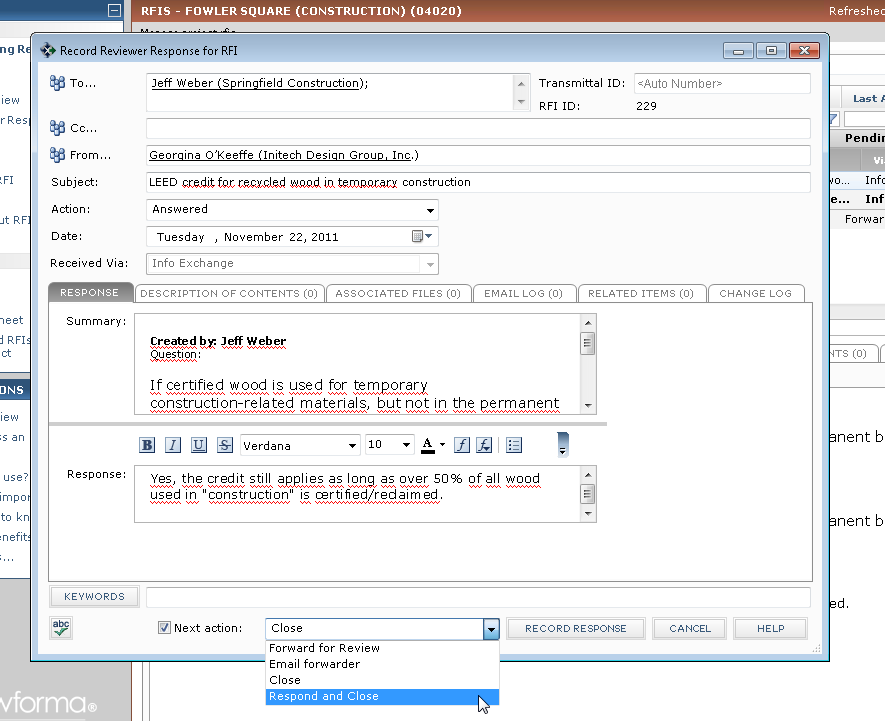 RFIS - FOWLER SQUARE (CONSTRUCTION) (04020)
Refreshed
Record Reviewer Response for RFI
To...
Jeff Weber (Springfield Construction);
Transmittal ID:
<Auto Number>
RFI ID:
229
Cc...
From...
Georgina O'Keeffe (Initech Design Group, Inc.)
Subject:
LEED credit for recycled wood in temporary construction
Action:
Answered
Date:
Tuesday , November 22, 2011
Received Via:
Info Exchange
RESPONSE
DESCRIPTION OF CONTENTS (0)
ASSOCIATED FILES (0)
EMAIL LOG (0)
RELATED ITEMS (0)
CHANGE LOG
Summary:
Created by: Jeff Weber
Question:
If certified wood is used for temporary
construction-related materials, but not in the permanent
B I U S Verdana 10 A f f
Response:
Yes, the credit still applies as long as over 50% of all wood
used in "construction" is certified/reclaimed.
KEYWORDS
abc
Next action:
Close
RECORD RESPONSE
CANCEL
HELP
Forward for Review
Email forwarder
Close
Respond and Close
Last A
Pendin
Vi
Info
Inf
Forwar
NTS (0)
anent b
anent b
ed.
ng Re
iew
r Resp
RFI
ut RFI
heet
d RFIs
ct
ONS
iew
ss an
use?
impor
to kn
enefits
s...
wforma®